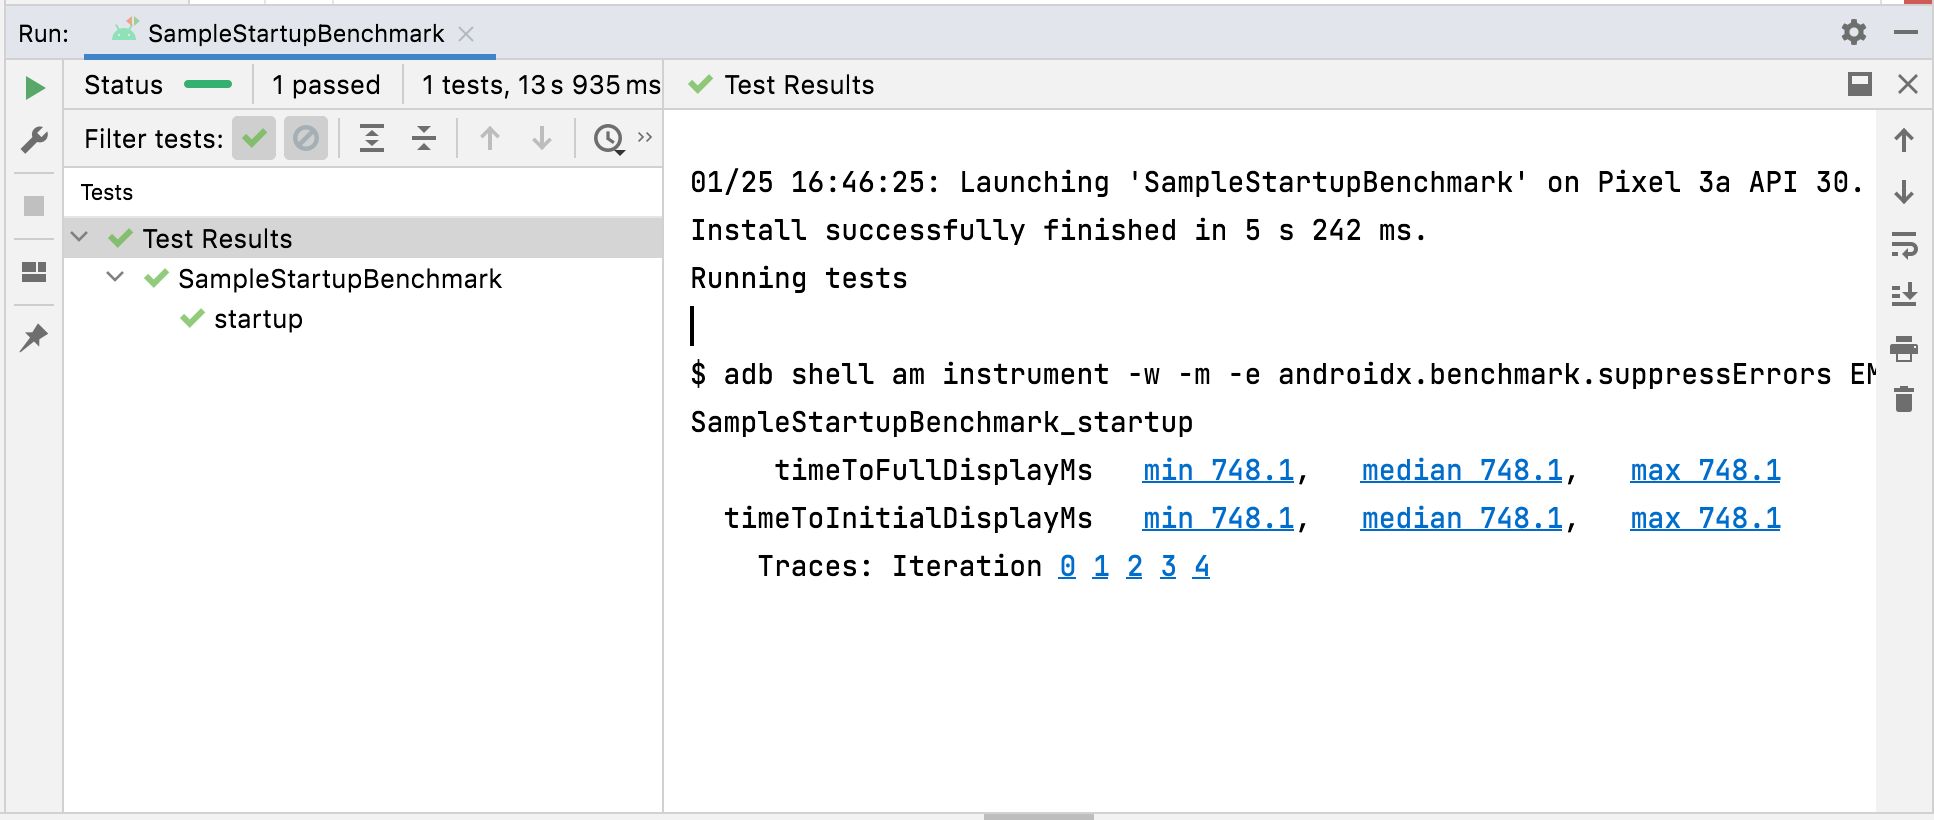 Run: SampleStartupBenchmark
Status 1 passed 1 tests, 13 s 935 ms
Test Results
Filter tests:
Tests
Test Results
SampleStartupBenchmark
startup
01/25 16:46:25: Launching 'SampleStartupBenchmark' on Pixel 3a API 30.
Install successfully finished in 5 s 242 ms.
Running tests
$ adb shell am instrument -w -m -e androidx.benchmark.suppressErrors EM
SampleStartupBenchmark_startup
timeToFullDisplayMs min 748.1, median 748.1, max 748.1
timeToInitialDisplayMs min 748.1, median 748.1, max 748.1
Traces: Iteration 0 1 2 3 4